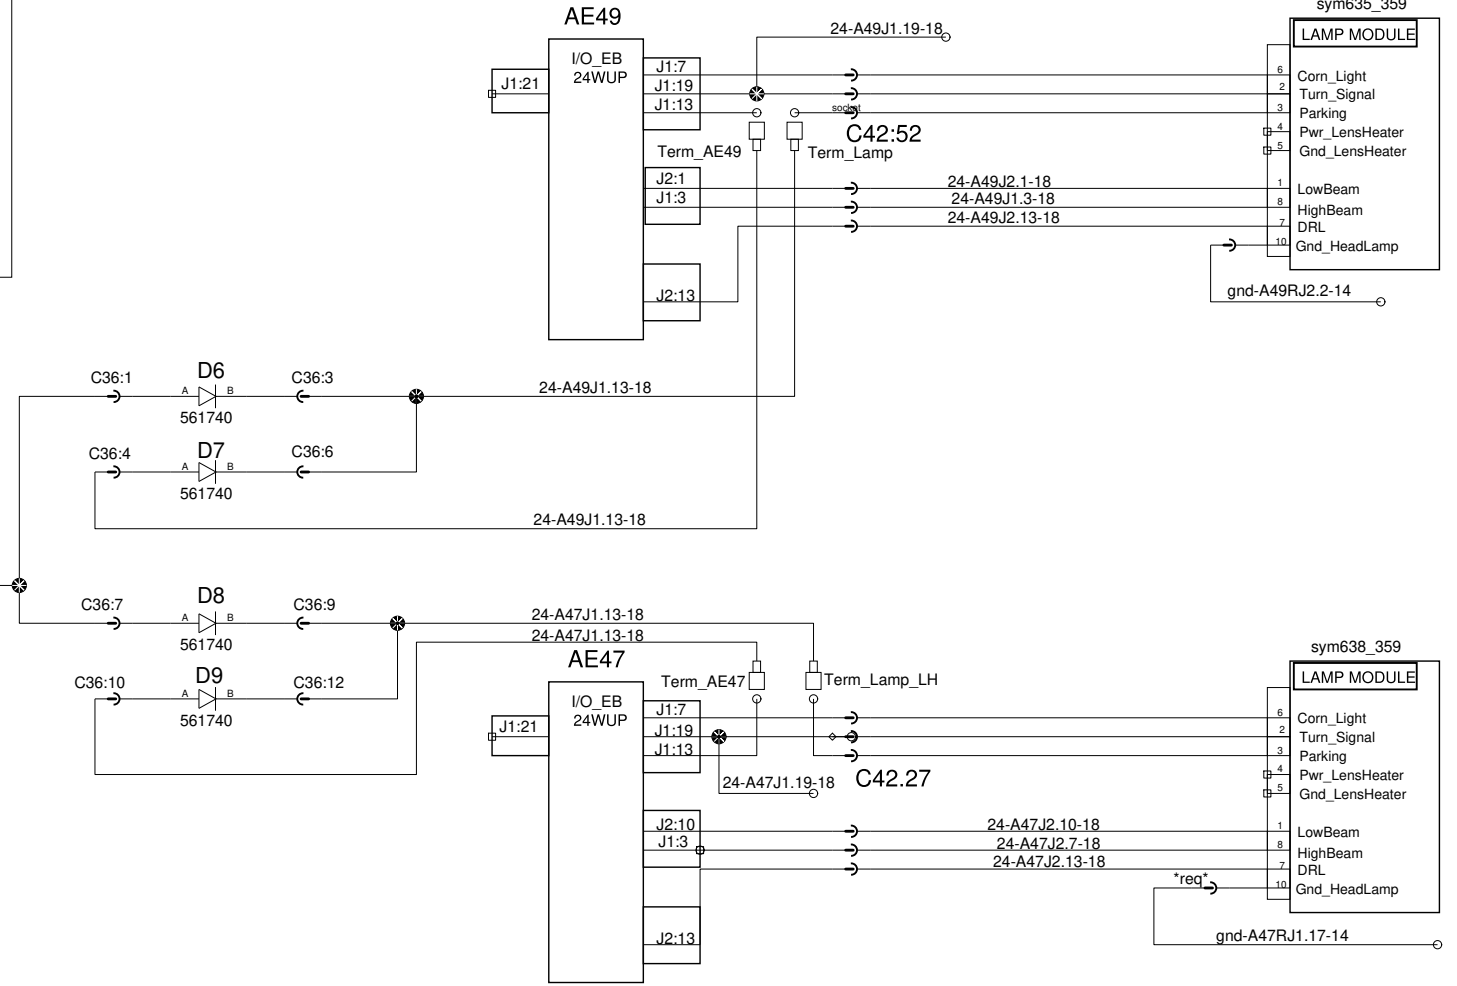 sym635_359
AE49
24-A49J1.19-18
LAMP MODULE
I/O_EB
24WUP
J1:21
J1:7
J1:19
J1:13
socket
C42:52
Term_AE49
Term_Lamp
6 Corn_Light
2 Turn_Signal
3 Parking
4 Pwr_LensHeater
5 Gnd_LensHeater
J2:1
J1:3
24-A49J2.1-18
24-A49J1.3-18
24-A49J2.13-18
1 LowBeam
8 HighBeam
7 DRL
10 Gnd_HeadLamp
J2:13
gnd-A49RJ2.2-14
C36:1
A
D6
B
561740
C36:3
24-A49J1.13-18
C36:4
A
D7
B
561740
C36:6
24-A49J1.13-18
C36:7
A
D8
B
561740
C36:9
24-A47J1.13-18
24-A47J1.13-18
C36:10
A
D9
B
561740
C36:12
AE47
Term_AE47
Term_Lamp_LH
sym638_359
LAMP MODULE
I/O_EB
24WUP
J1:21
J1:7
J1:19
J1:13
24-A47J1.19-18
C42.27
6 Corn_Light
2 Turn_Signal
3 Parking
4 Pwr_LensHeater
5 Gnd_LensHeater
J2:10
J1:3
24-A47J2.10-18
24-A47J2.7-18
24-A47J2.13-18
1 LowBeam
8 HighBeam
7 DRL
10 Gnd_HeadLamp
*req*
J2:13
gnd-A47RJ1.17-14